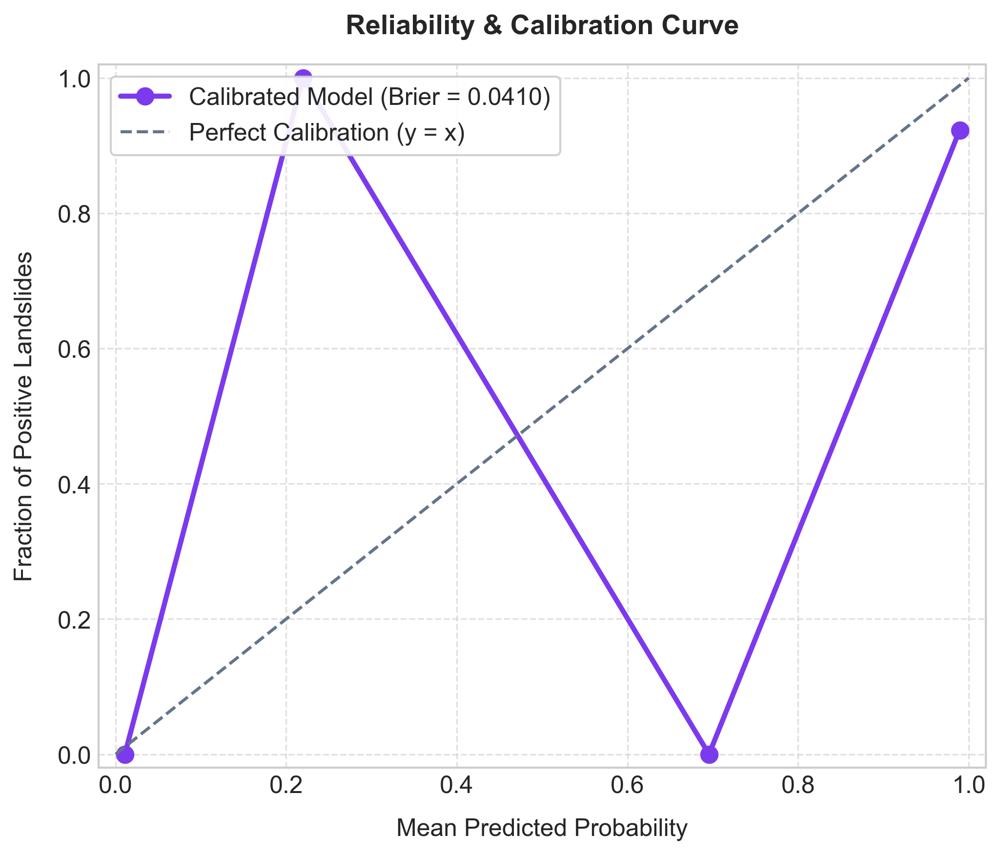 Reliability & Calibration Curve
Calibrated Model (Brier = 0.0410)
Perfect Calibration (y = x)
Fraction of Positive Landslides
1.0
0.8
0.6
0.4
0.2
0.0
0.0 0.2 0.4 0.6 0.8 1.0
Mean Predicted Probability